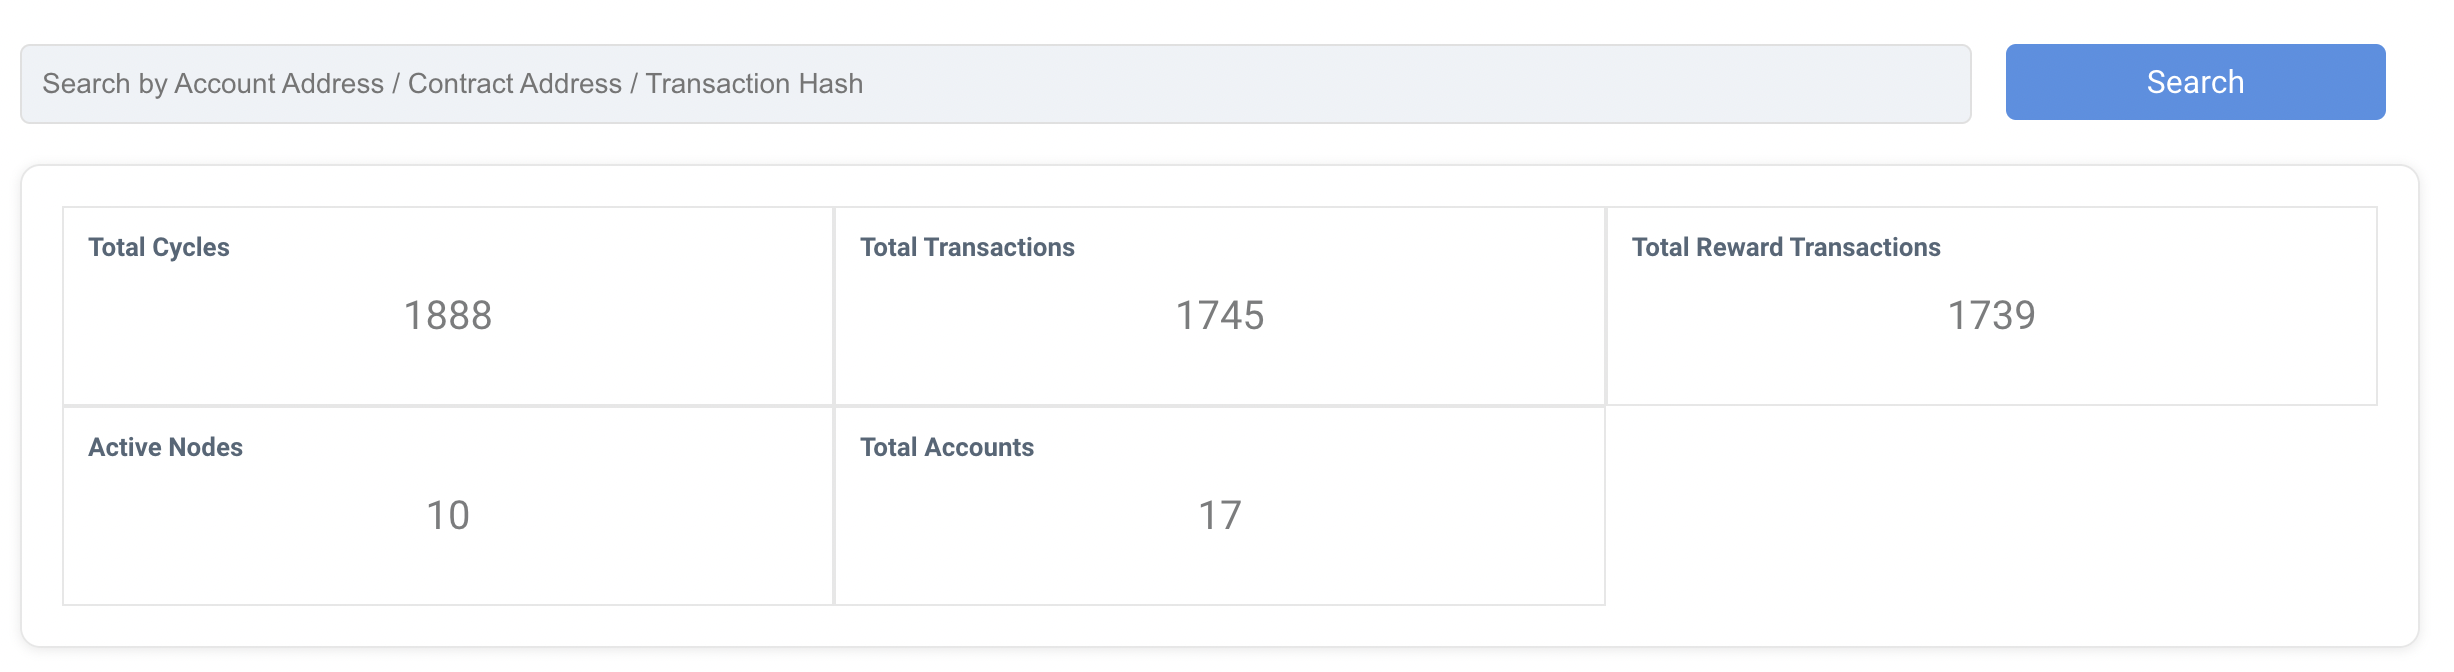 Search by Account Address / Contract Address / Transaction Hash
Search
Total Cycles
1888
Total Transactions
1745
Total Reward Transactions
1739
Active Nodes
10
Total Accounts
17